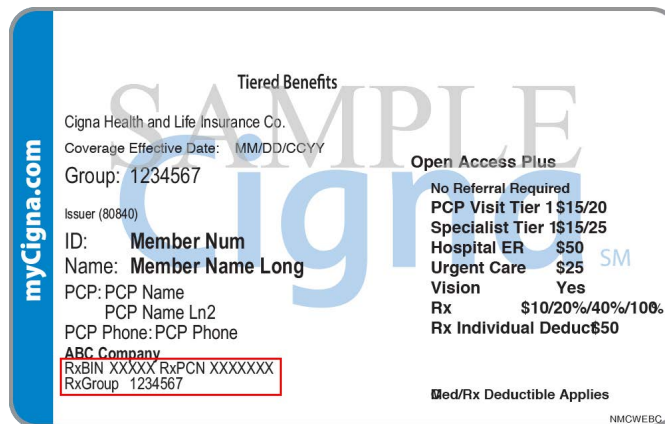 myCigna.com
SAMPLE
Cigna SM
Tiered Benefits
Cigna Health and Life Insurance Co.
Coverage Effective Date: MM/DD/CCYY
Group: 1234567
Issuer (80840)
ID: Member Num
Name: Member Name Long
PCP: PCP Name
PCP Name Ln2
PCP Phone: PCP Phone
ABC Company
RxBIN XXXXX RxPCN XXXXXXX
RxGroup 1234567
Open Access Plus
No Referral Required
PCP Visit Tier 1 $15/20
Specialist Tier 1 $15/25
Hospital ER $50
Urgent Care $25
Vision Yes
Rx $10/20%/40%/100%
Rx Individual Deduct $50
Med/Rx Deductible Applies
NMCWEBC